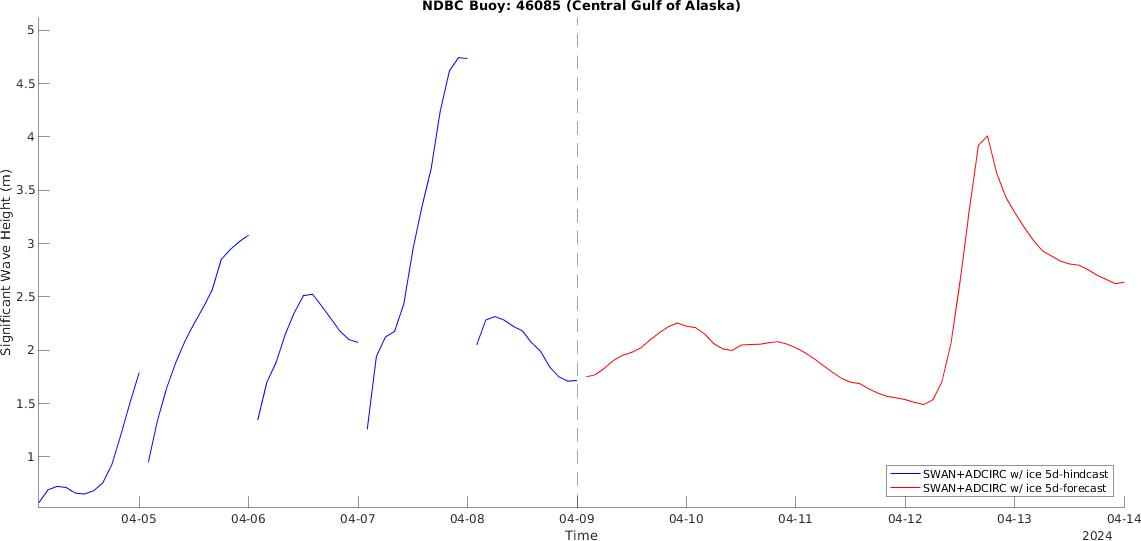 NDBC Buoy: 46085 (Central Gulf of Alaska)
Significant Wave Height (m)
5
4.5
4
3.5
3
2.5
2
1.5
1
SWAN+ADCIRC w/ ice 5d-hindcast
SWAN+ADCIRC w/ ice 5d-forecast
04-05 04-06 04-07 04-08 04-09 04-10 04-11 04-12 04-13 04-14
Time
2024